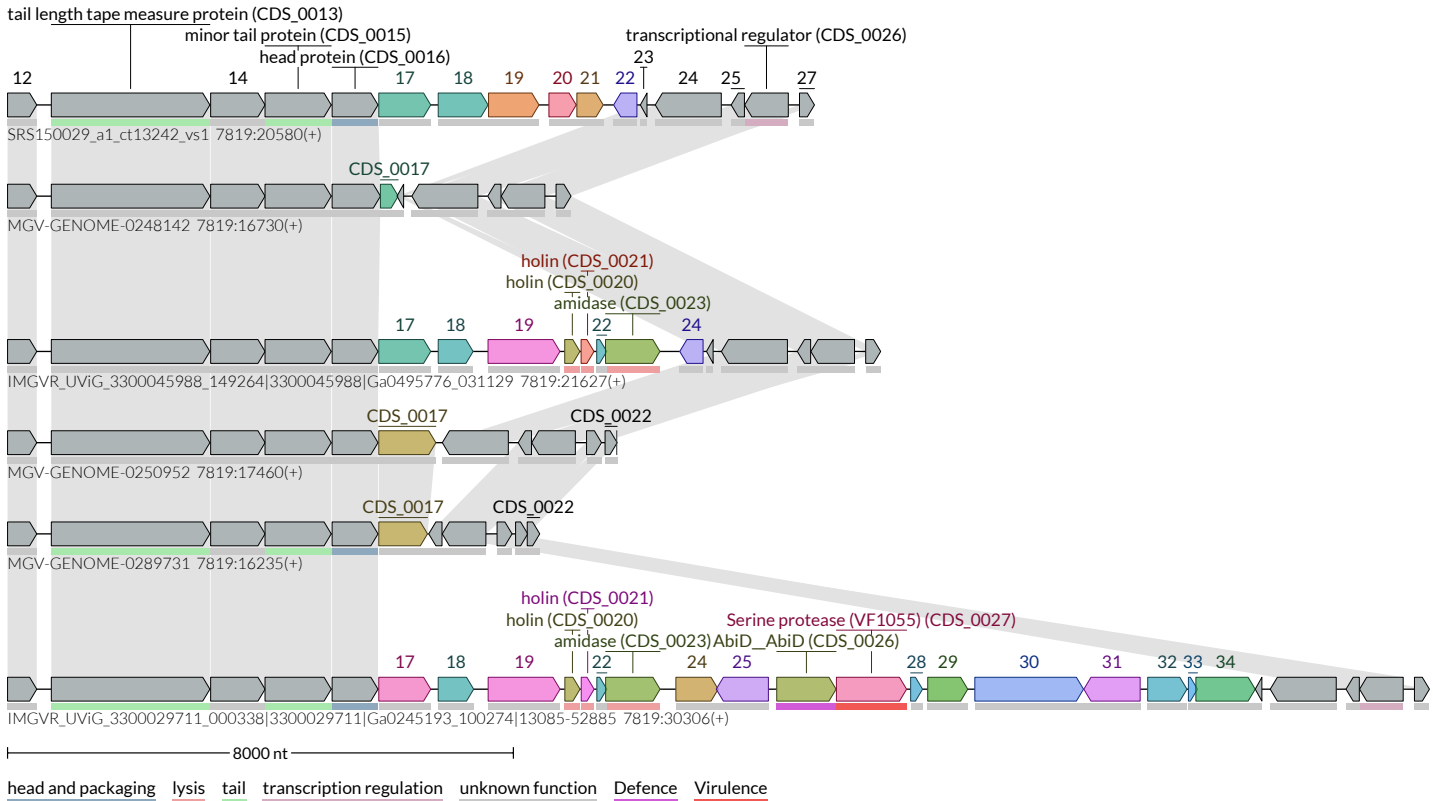 tail length tape measure protein (CDS_0013)
minor tail protein (CDS_0015)
transcriptional regulator (CDS_0026)
head protein (CDS_0016)
23
12 14 17 18 19 20 21 22 24 25 27
SRS150029_a1_ct13242_vs1 7819:20580(+)
CDS_0017
MGV-GENOME-0248142 7819:16730(+)
holin (CDS_0021)
holin (CDS_0020)
amidase (CDS_0023)
17 18 19 22 24
IMGVR_UViG_3300045988_149264|3300045988|Ga0495776_031129 7819:21627(+)
CDS_0017 CDS_0022
MGV-GENOME-0250952 7819:17460(+)
CDS_0017 CDS_0022
MGV-GENOME-0289731 7819:16235(+)
holin (CDS_0021)
holin (CDS_0020) Serine protease (VF1055) (CDS_0027)
amidase (CDS_0023) AbiD__AbiD (CDS_0026)
17 18 19 22 24 25 28 29 30 31 32 33 34
IMGVR_UViG_3300029711_000338|3300029711|Ga0245193_100274|13085-52885 7819:30306(+)
8000 nt
head and packaging lysis tail transcription regulation unknown function Defence Virulence